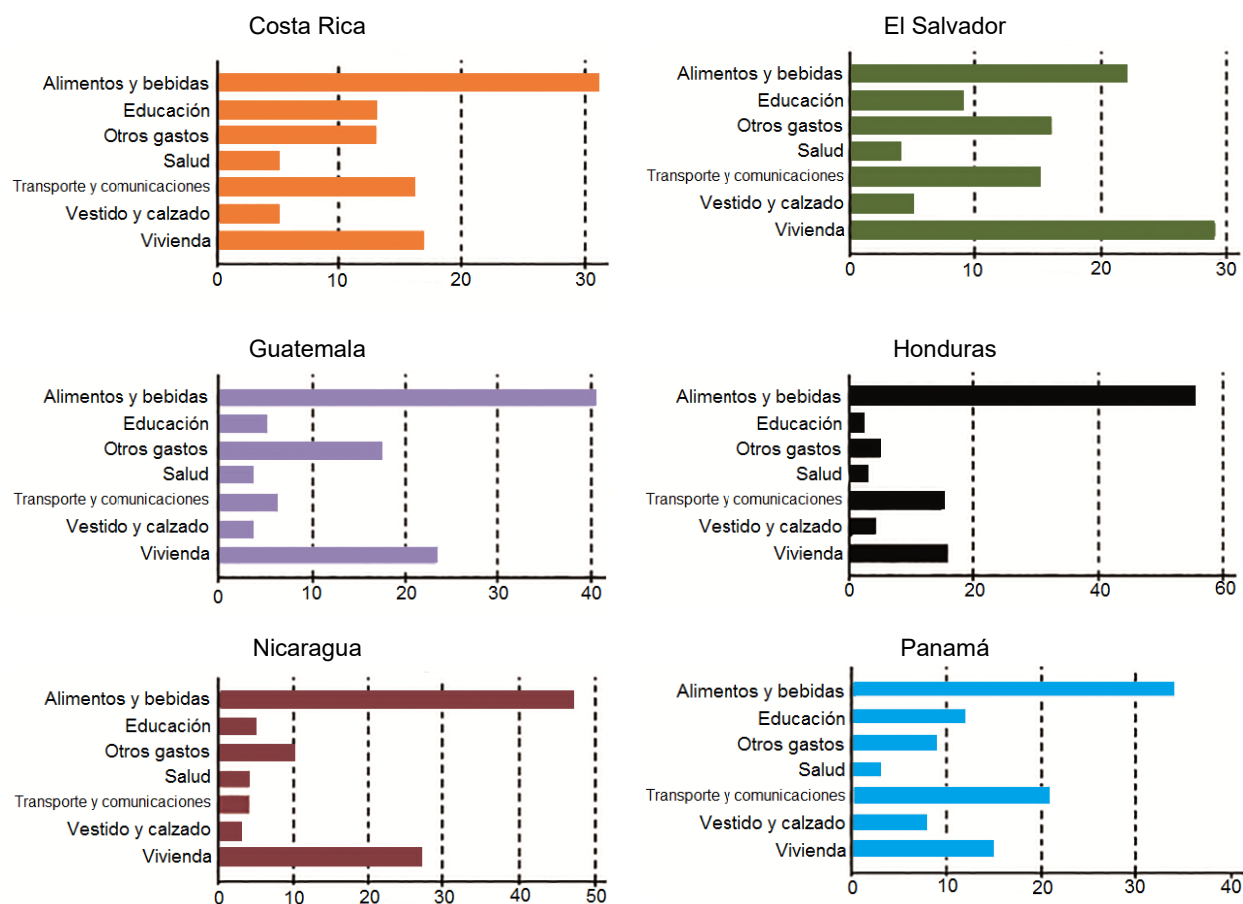 Costa Rica
Alimentos y bebidas
Educación
Otros gastos
Salud
Transporte y comunicaciones
Vestido y calzado
Vivienda
0 10 20 30
El Salvador
Alimentos y bebidas
Educación
Otros gastos
Salud
Transporte y comunicaciones
Vestido y calzado
Vivienda
0 10 20 30
Guatemala
Alimentos y bebidas
Educación
Otros gastos
Salud
Transporte y comunicaciones
Vestido y calzado
Vivienda
0 10 20 30 40
Honduras
Alimentos y bebidas
Educación
Otros gastos
Salud
Transporte y comunicaciones
Vestido y calzado
Vivienda
0 20 40 60
Nicaragua
Alimentos y bebidas
Educación
Otros gastos
Salud
Transporte y comunicaciones
Vestido y calzado
Vivienda
0 10 20 30 40 50
Panamá
Alimentos y bebidas
Educación
Otros gastos
Salud
Transporte y comunicaciones
Vestido y calzado
Vivienda
0 10 20 30 40